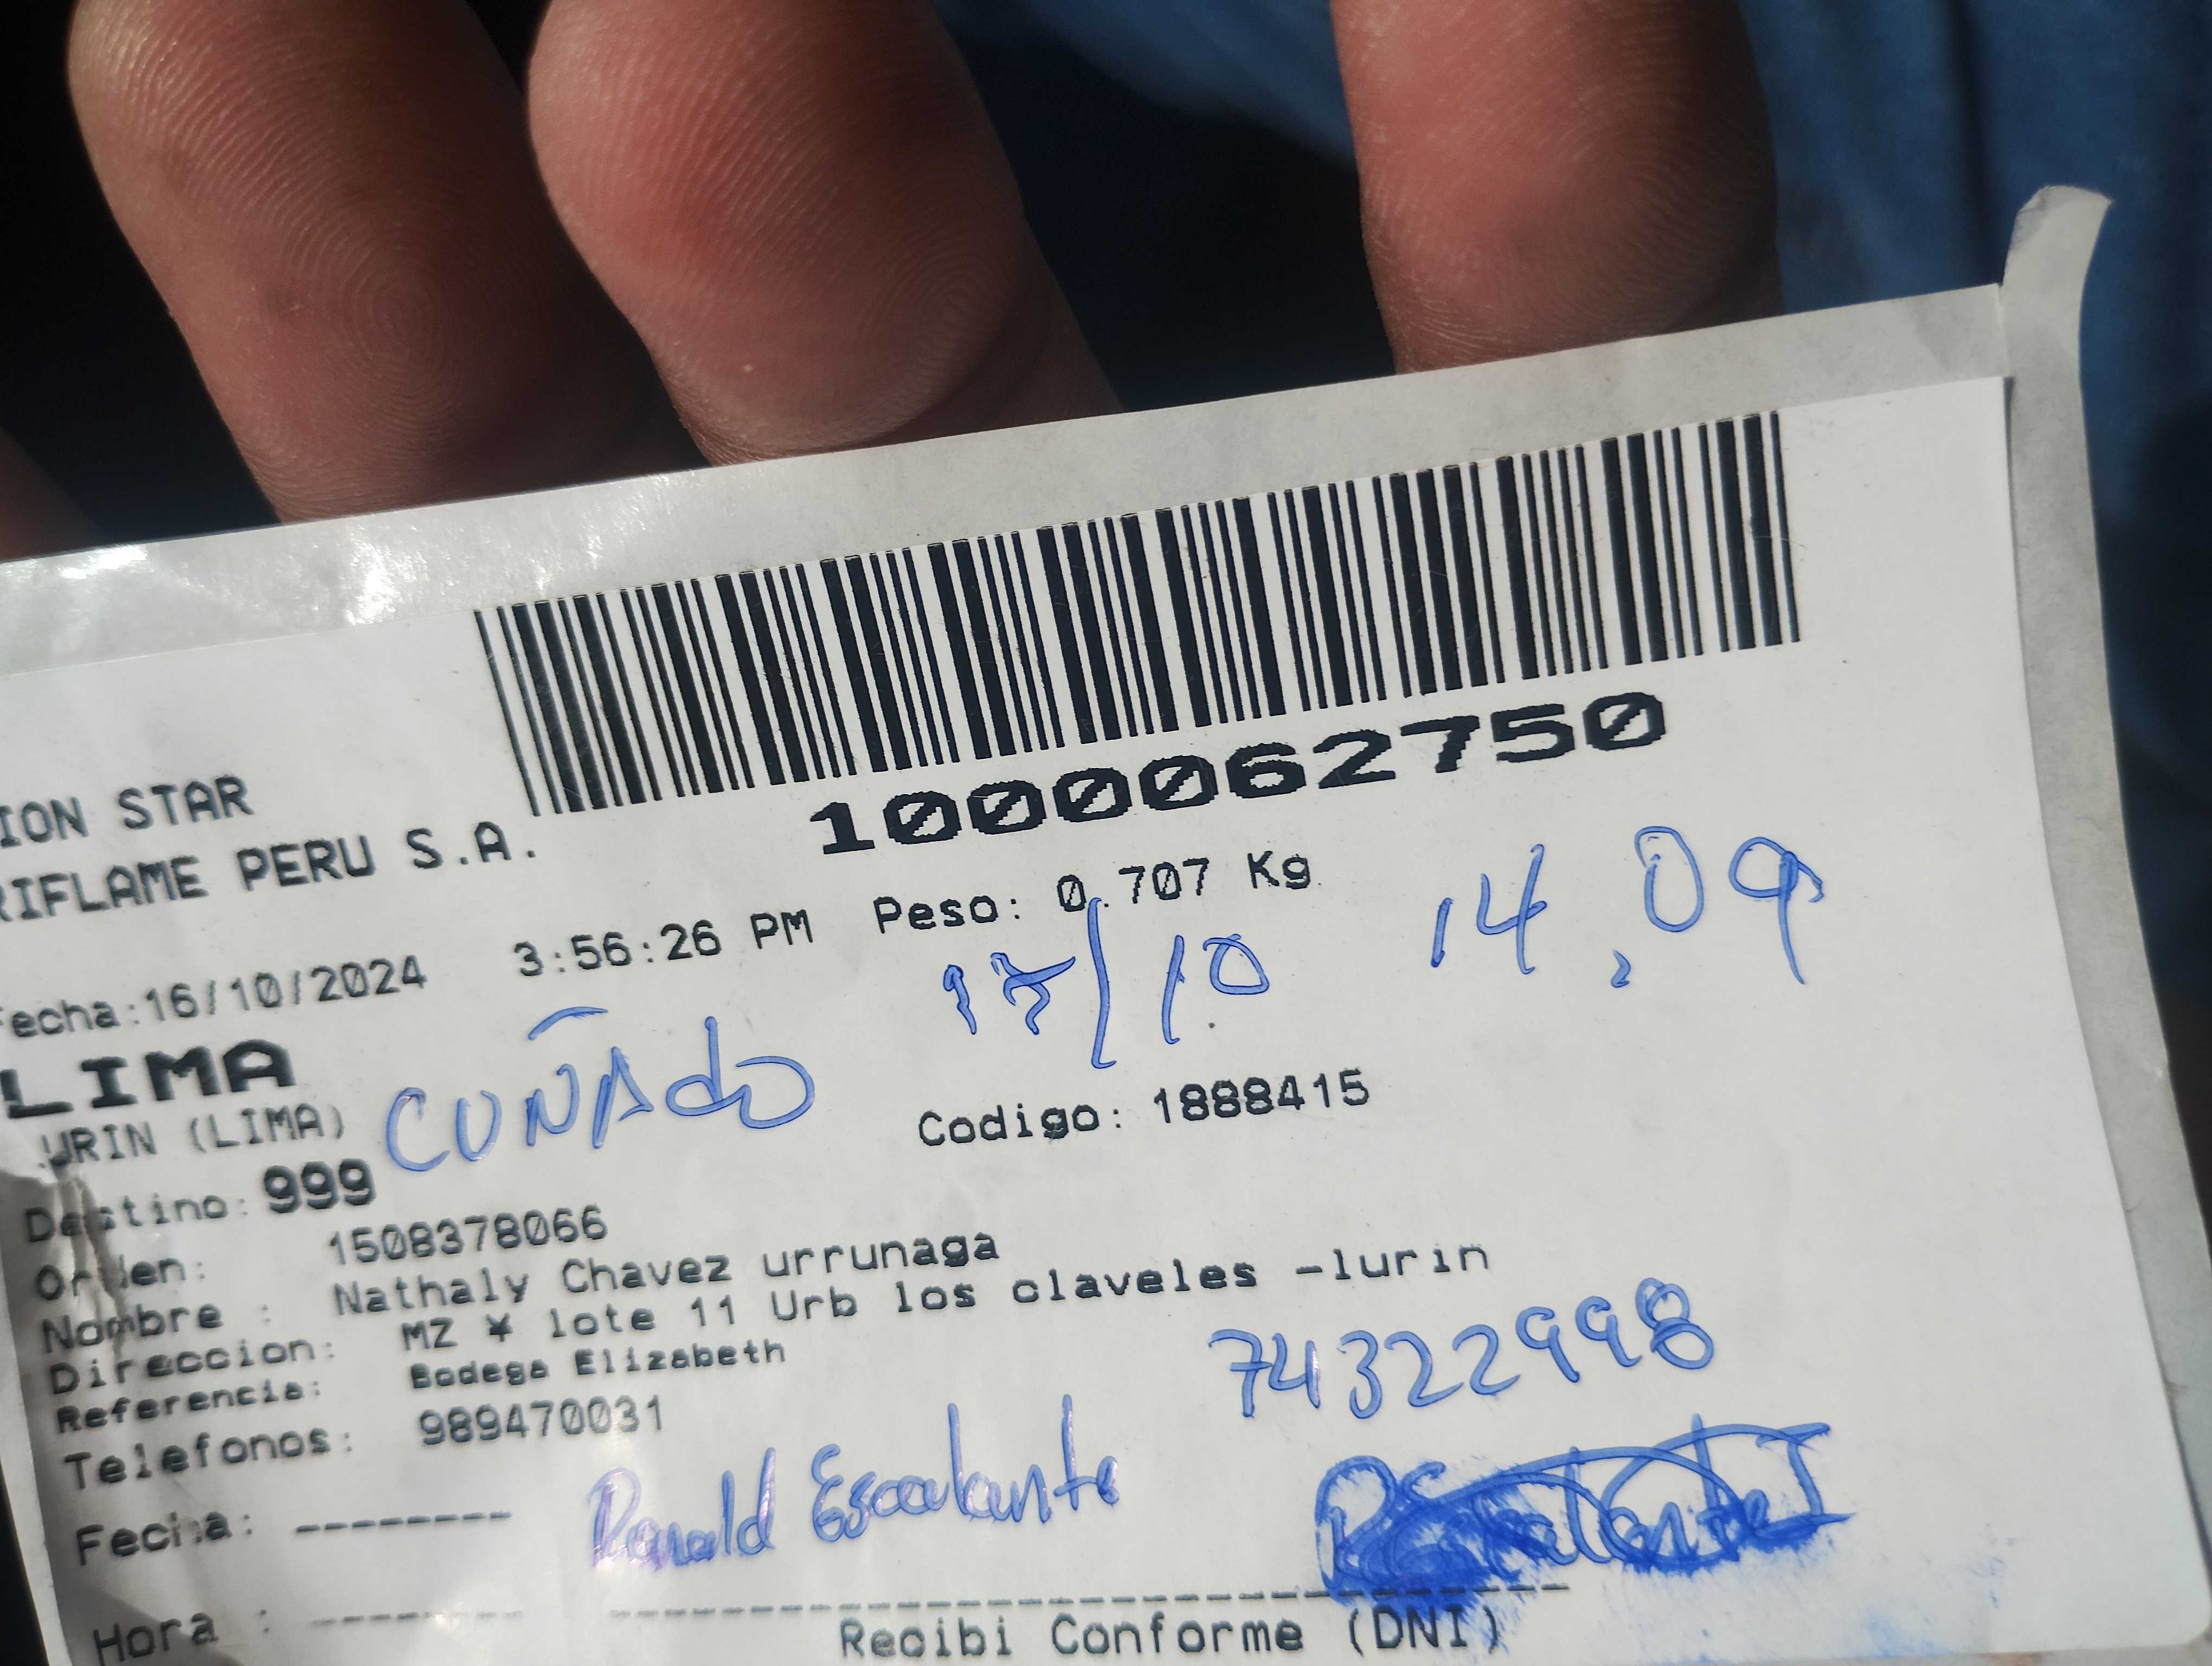 1000062750
ION STAR
RIFLAME PERU S.A.
Fecha:16/10/2024 3:56:26 PM Peso: 0.707 Kg
17/10 14,09
LIMA
URIN (LIMA)
CUÑAdo
Codigo: 1888415
Destino: 999
Orden: 1508378066
Nombre : Nathaly Chavez urrunaga
Direccion: MZ ¥ lote 11 Urb los claveles -lurin
Referencia: Bodega Elizabeth
74322998
Telefonos: 989470031
Fecha: --------
Ronald Escalante
Hora : --------
Recibi Conforme (DNI)